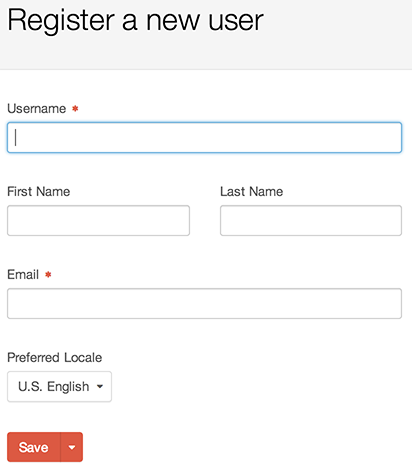 Register a new user
Username *
First Name Last Name
Email *
Preferred Locale
U.S. English
Save